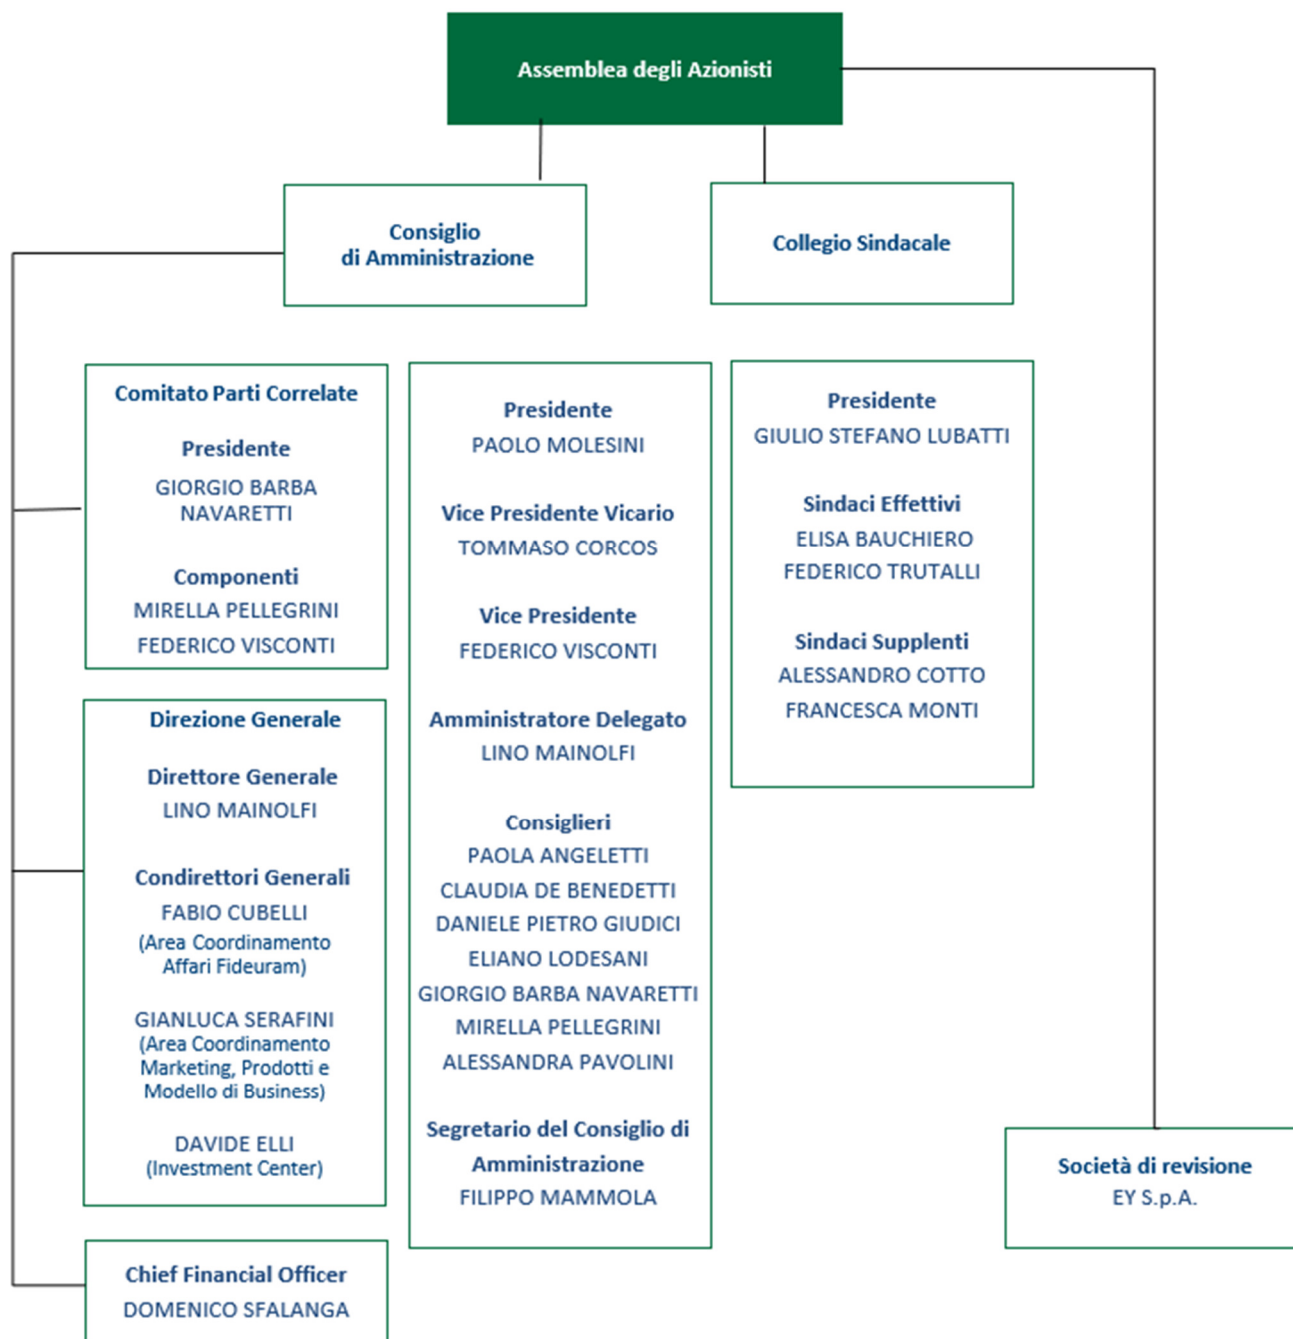 Assemblea degli Azionisti
Consiglio
di Amministrazione
Collegio Sindacale
Comitato Parti Correlate
Presidente
GIORGIO BARBA
NAVARETTI
Componenti
MIRELLA PELLEGRINI
FEDERICO VISCONTI
Direzione Generale
Direttore Generale
LINO MAINOLFI
Condirettori Generali
FABIO CUBELLI
(Area Coordinamento
Affari Fideuram)
GIANLUCA SERAFINI
(Area Coordinamento
Marketing, Prodotti e
Modello di Business)
DAVIDE ELLI
(Investment Center)
Chief Financial Officer
DOMENICO SFALANGA
Presidente
PAOLO MOLESINI
Vice Presidente Vicario
TOMMASO CORCOS
Vice Presidente
FEDERICO VISCONTI
Amministratore Delegato
LINO MAINOLFI
Consiglieri
PAOLA ANGELETTI
CLAUDIA DE BENEDETTI
DANIELE PIETRO GIUDICI
ELIANO LODESANI
GIORGIO BARBA NAVARETTI
MIRELLA PELLEGRINI
ALESSANDRA PAVOLINI
Segretario del Consiglio di
Amministrazione
FILIPPO MAMMOLA
Presidente
GIULIO STEFANO LUBATTI
Sindaci Effettivi
ELISA BAUCHIERO
FEDERICO TRUTALLI
Sindaci Supplenti
ALESSANDRO COTTO
FRANCESCA MONTI
Società di revisione
EY S.p.A.